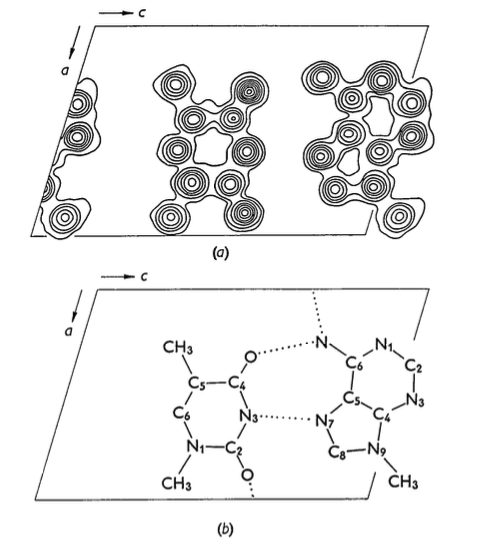 c
a
(a)
c
a
N N₁
CH₃ O C₆ C₂
C₅ C₄ C₅ N₃
C₆ N₃ N₇ C₄
N₁ C₂ C₈ N₉
CH₃ O CH₃
(b)